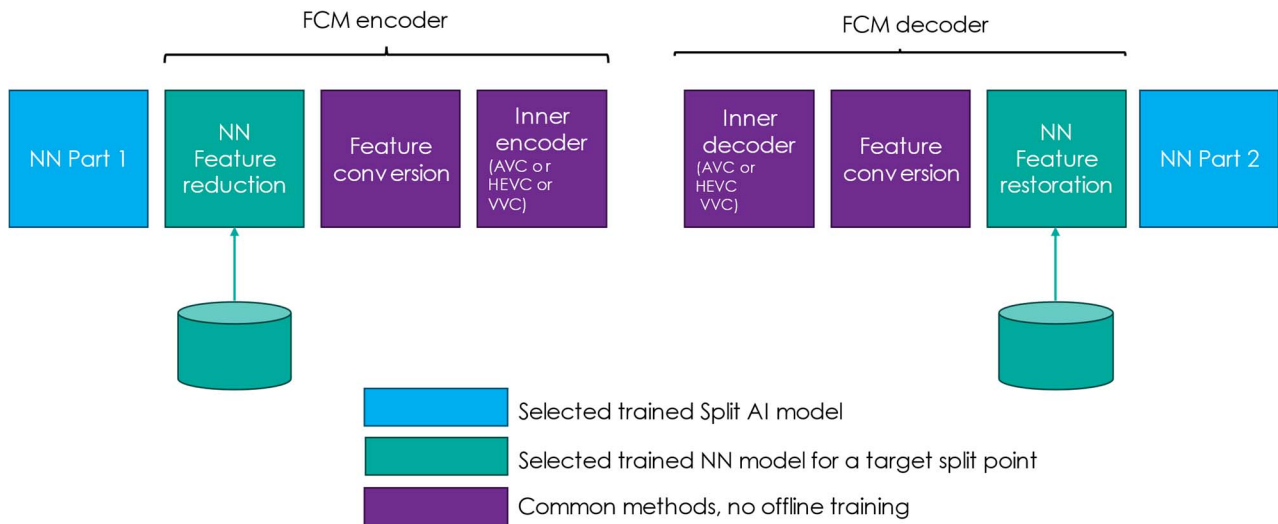 FCM encoder
FCM decoder
NN Part 1
NN
Feature
reduction
Feature
conversion
Inner
encoder
(AVC or
HEVC or
VVC)
Inner
decoder
(AVC or
HEVC
VVC)
Feature
conversion
NN
Feature
restoration
NN Part 2
Selected trained Split AI model
Selected trained NN model for a target split point
Common methods, no offline training